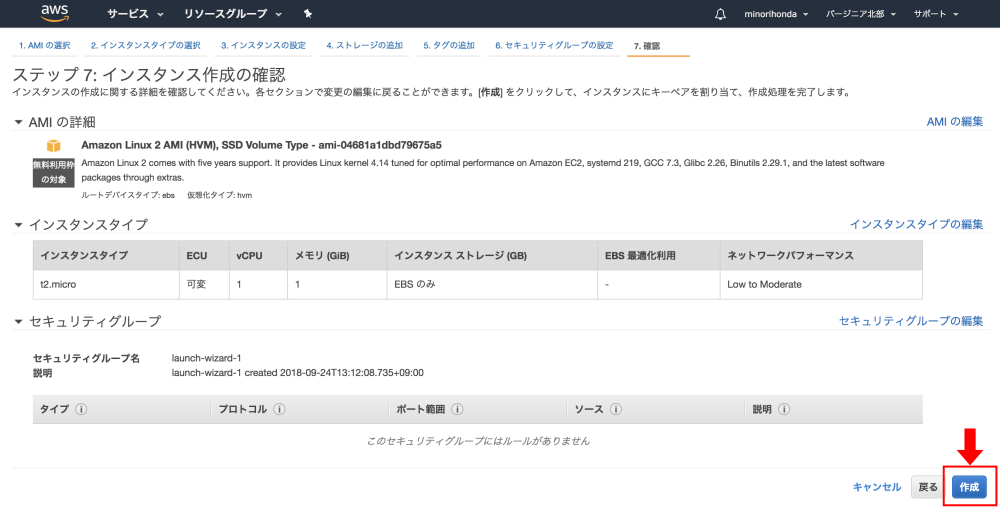 aws サービス リソースグループ minorihonda バージニア北部 サポート
1. AMI の選択 2. インスタンスタイプの選択 3. インスタンスの設定 4. ストレージの追加 5. タグの追加 6. セキュリティグループの設定 7. 確認
ステップ 7: インスタンス作成の確認
インスタンスの作成に関する詳細を確認してください。各セクションで変更の編集に戻ることができます。[作成] をクリックして、インスタンスにキーペアを割り当て、作成処理を完了します。
AMI の詳細 AMI の編集
Amazon Linux 2 AMI (HVM), SSD Volume Type - ami-04681a1dbd79675a5
無料利用枠の対象
Amazon Linux 2 comes with five years support. It provides Linux kernel 4.14 tuned for optimal performance on Amazon EC2, systemd 219, GCC 7.3, Glibc 2.26, Binutils 2.29.1, and the latest software
packages through extras.
ルートデバイスタイプ: ebs 仮想化タイプ: hvm
インスタンスタイプ インスタンスタイプの編集
インスタンスタイプ ECU vCPU メモリ (GiB) インスタンス ストレージ (GB) EBS 最適化利用 ネットワークパフォーマンス
t2.micro 可変 1 1 EBS のみ - Low to Moderate
セキュリティグループ セキュリティグループの編集
セキュリティグループ名 launch-wizard-1
説明 launch-wizard-1 created 2018-09-24T13:12:08.735+09:00
タイプ プロトコル ポート範囲 ソース 説明
このセキュリティグループにはルールがありません
キャンセル 戻る 作成